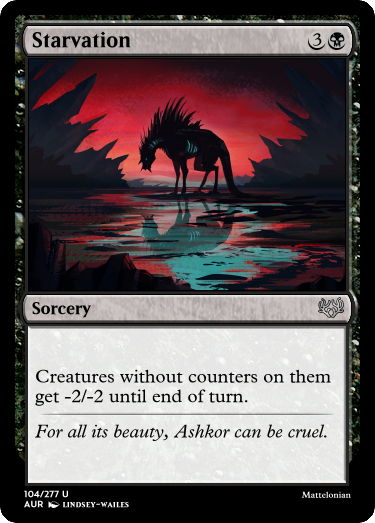 Starvation 3
Sorcery
Creatures without counters on them
get -2/-2 until end of turn.
For all its beauty, Ashkor can be cruel.
104/277 U
AUR LINDSEY-WAILES
Mattelonian